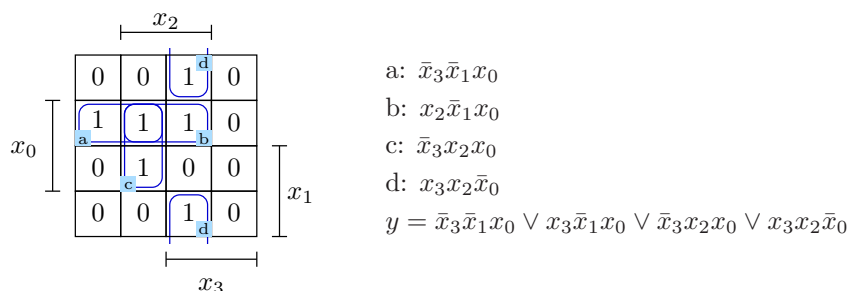 x₂
0 0 1 0
d
1 1 1 0
a b
x₀
0 1 0 0
c
x₁
0 0 1 0
d
x₃
a: x̄₃x̄₁x₀
b: x₂x̄₁x₀
c: x̄₃x₂x₀
d: x₃x₂x̄₀
y = x̄₃x̄₁x₀ ∨ x₃x̄₁x₀ ∨ x̄₃x₂x₀ ∨ x₃x₂x̄₀